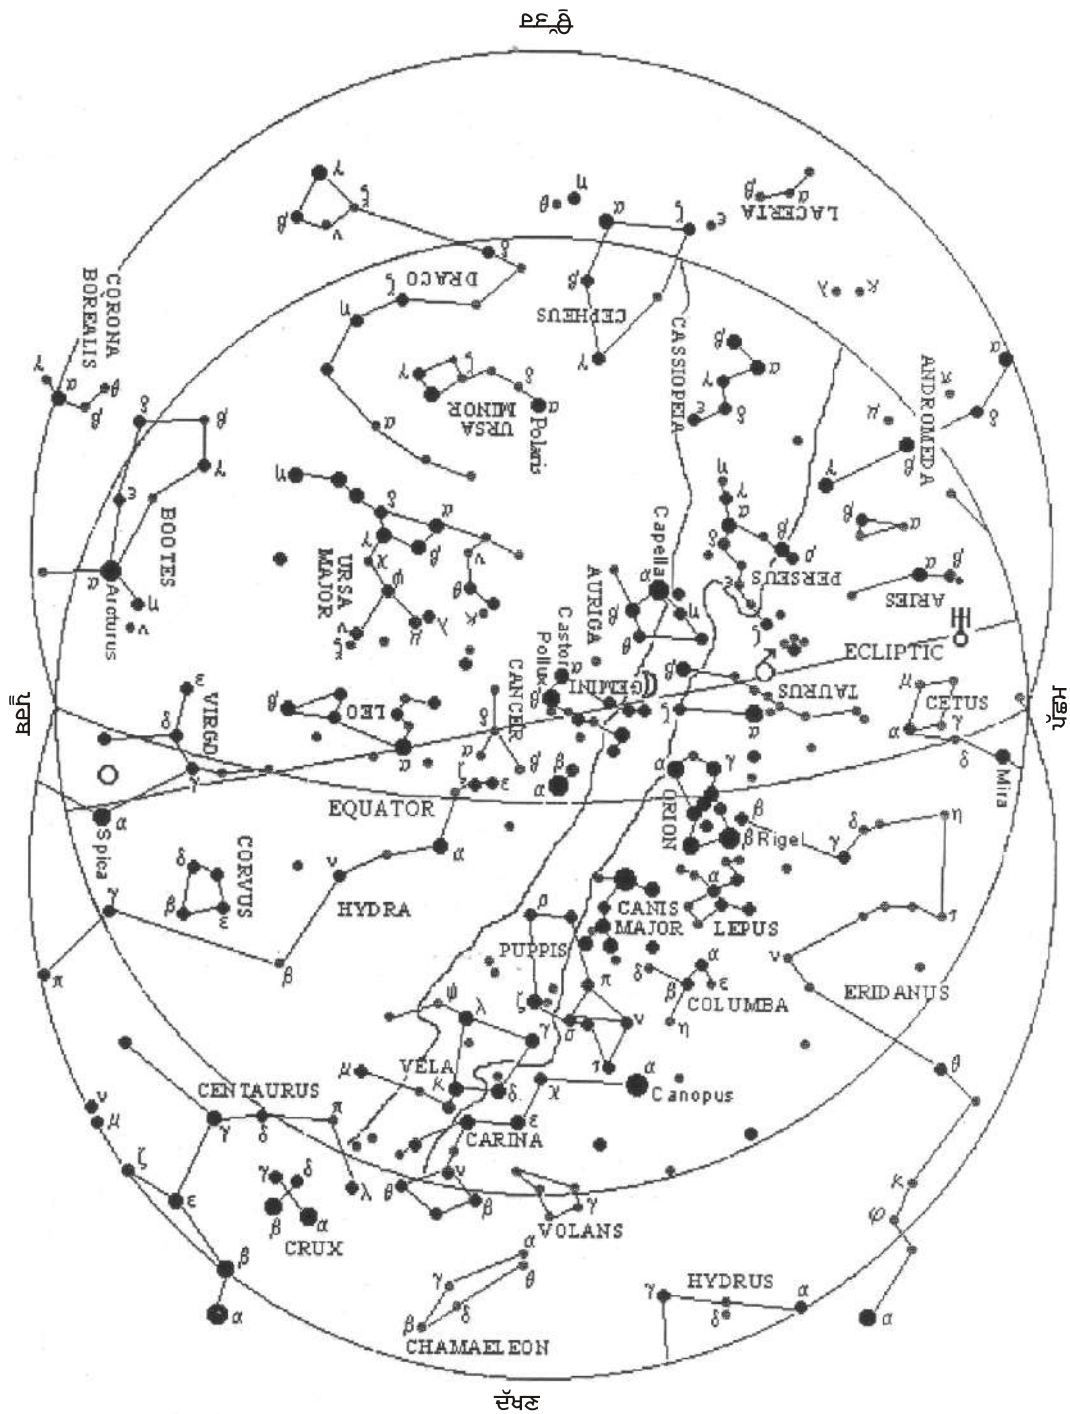 ਉੱਤਰ
LACERTA
DRACO
CEPHEUS
CORONA
BOREALIS
CASSIOPEIA
ANDROMEDA
URSA
MINOR
Polaris
BOOTES
Arcturus
URSA
MAJOR
Capella
AURIGA
PERSEUS
ARIES
ECLIPTIC
Castor
Pollux
GEMINI
TAURUS
CETUS
CANCER
LEO
VIRGO
ਪੂਰਬ
ਪੱਛਮ
Mira
EQUATOR
ORION
Rigel
Spica
CORVUS
HYDRA
CANIS
MAJOR
LEPUS
PUPPIS
COLUMBA
ERIDANUS
VELA
CENTAURUS
Canopus
CARINA
CRUX
VOLANS
HYDRUS
CHAMAELEON
ਦੱਖਣ